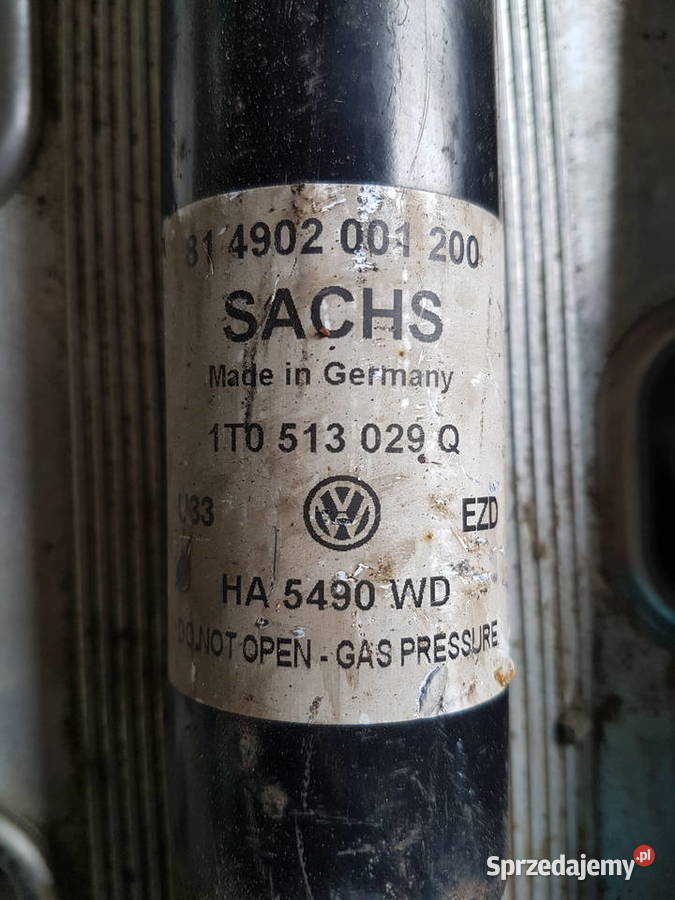 81 4902 001 200
SACHS
Made in Germany
1T0 513 029 Q
U33 EZD
HA 5490 WD
DO NOT OPEN - GAS PRESSURE
Sprzedajemy.pl